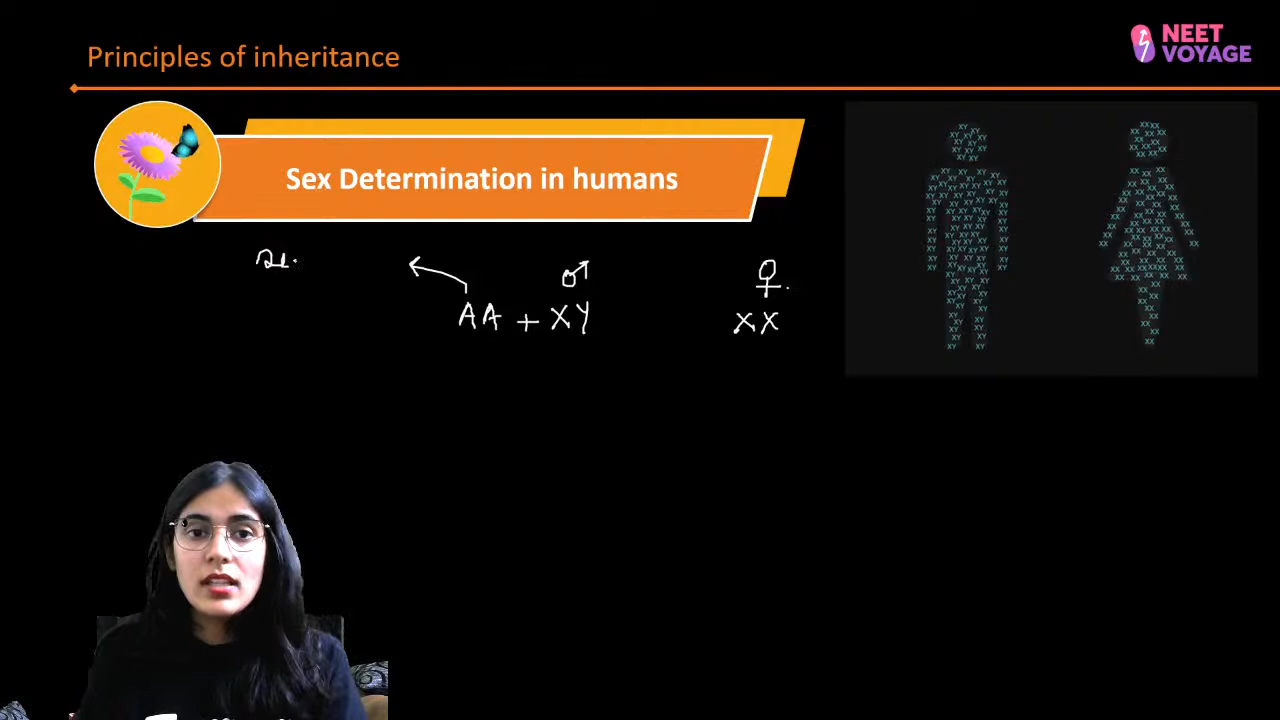 Principles of inheritance
NEET
VOYAGE
Sex Determination in humans
AA + XY
XX